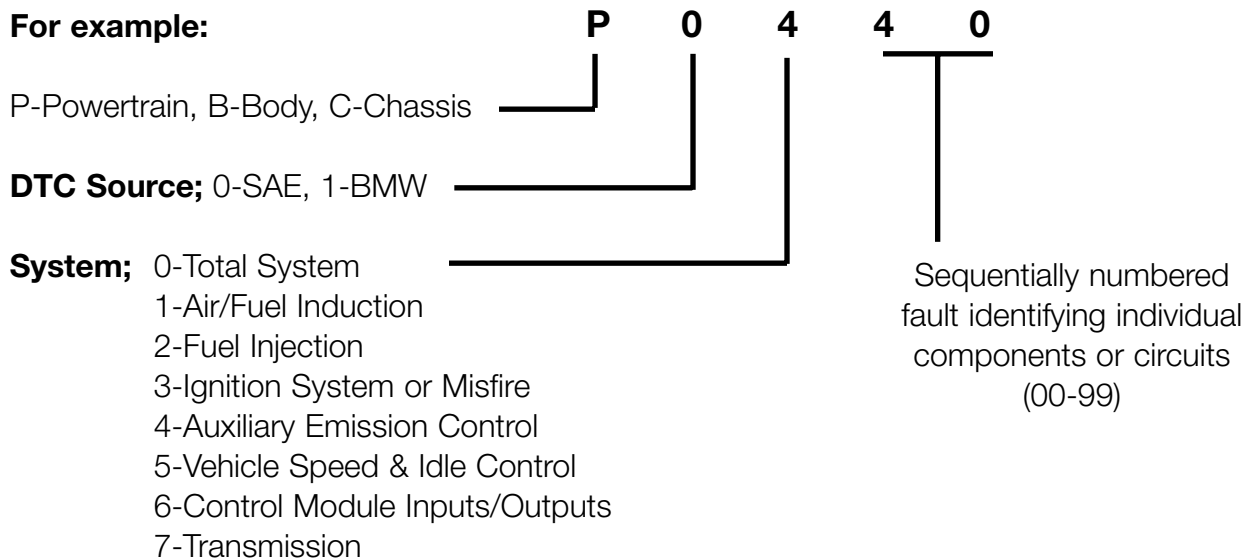 For example: P 0 4 4 0
P-Powertrain, B-Body, C-Chassis
DTC Source; 0-SAE, 1-BMW
System; 0-Total System
1-Air/Fuel Induction
2-Fuel Injection
3-Ignition System or Misfire
4-Auxiliary Emission Control
5-Vehicle Speed & Idle Control
6-Control Module Inputs/Outputs
7-Transmission
Sequentially numbered
fault identifying individual
components or circuits
(00-99)